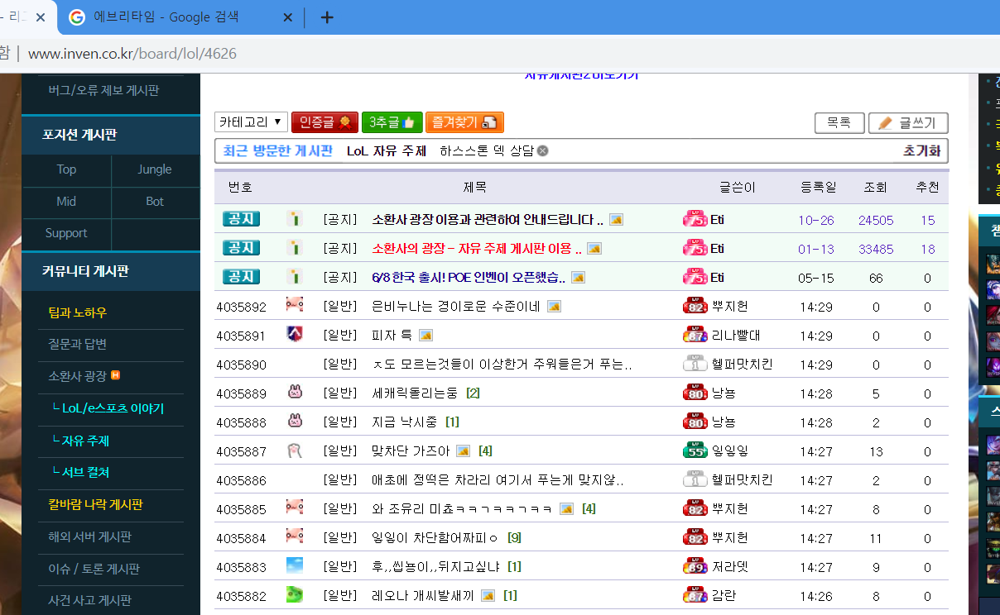 - 리그
에브리타임 - Google 검색
www.inven.co.kr/board/lol/4626
버그/오류 제보 게시판
포지션 게시판
Top Jungle
Mid Bot
Support
커뮤니티 게시판
팁과 노하우
질문과 답변
소환사 광장
└ LoL/e스포츠 이야기
└ 자유 주제
└ 서브 컬쳐
칼바람 나락 게시판
해외 서버 게시판
이슈 / 토론 게시판
사건 사고 게시판
카테고리 ▼ 인증글 3추글 즐겨찾기 목록 글쓰기
최근 방문한 게시판 LoL 자유 주제 하스스톤 덱 상담 초기화
번호 제목 글쓴이 등록일 조회 추천
공지 [공지] 소환사 광장 이용과 관련하여 안내드립니다 .. 75 Eti 10-26 24505 15
공지 [공지] 소환사의 광장 – 자유 주제 게시판 이용 .. 75 Eti 01-13 33485 18
공지 [공지] 6/8 한국 출시! POE 인벤이 오픈했습.. 75 Eti 05-15 66 0
4035892 [일반] 은비누나는 경이로운 수준이네 82 뿌지헌 14:29 0 0
4035891 [일반] 피자 특 87 리나빨대 14:29 0 0
4035890 [일반] ㅈ도 모르는것들이 이상한거 주워들은거 푸는.. 1 헬퍼맛치킨 14:29 0 0
4035889 [일반] 세캐릭돌리는둥 [2] 80 낭뇽 14:28 5 0
4035888 [일반] 지금 낙시중 [1] 80 낭뇽 14:28 2 0
4035887 [일반] 맞차단 가즈아 [4] 55 잉잉잉 14:27 13 0
4035886 [일반] 애초에 점떡은 차라리 여기서 푸는게 맞지않.. 1 헬퍼맛치킨 14:27 2 0
4035885 [일반] 와 조유리 미쵸ㅋㅋㄱㅋㅋㄱㅋㅋ [4] 82 뿌지헌 14:27 8 0
4035884 [일반] 잉잉이 차단함어짜피ㅇ [9] 82 뿌지헌 14:27 11 0
4035883 [일반] 후,,씹뇽이,,뒤지고싶냐 [1] 89 저라뎃 14:27 9 0
4035882 [일반] 레오나 개씨발새끼 [1] 87 감란 14:26 8 0